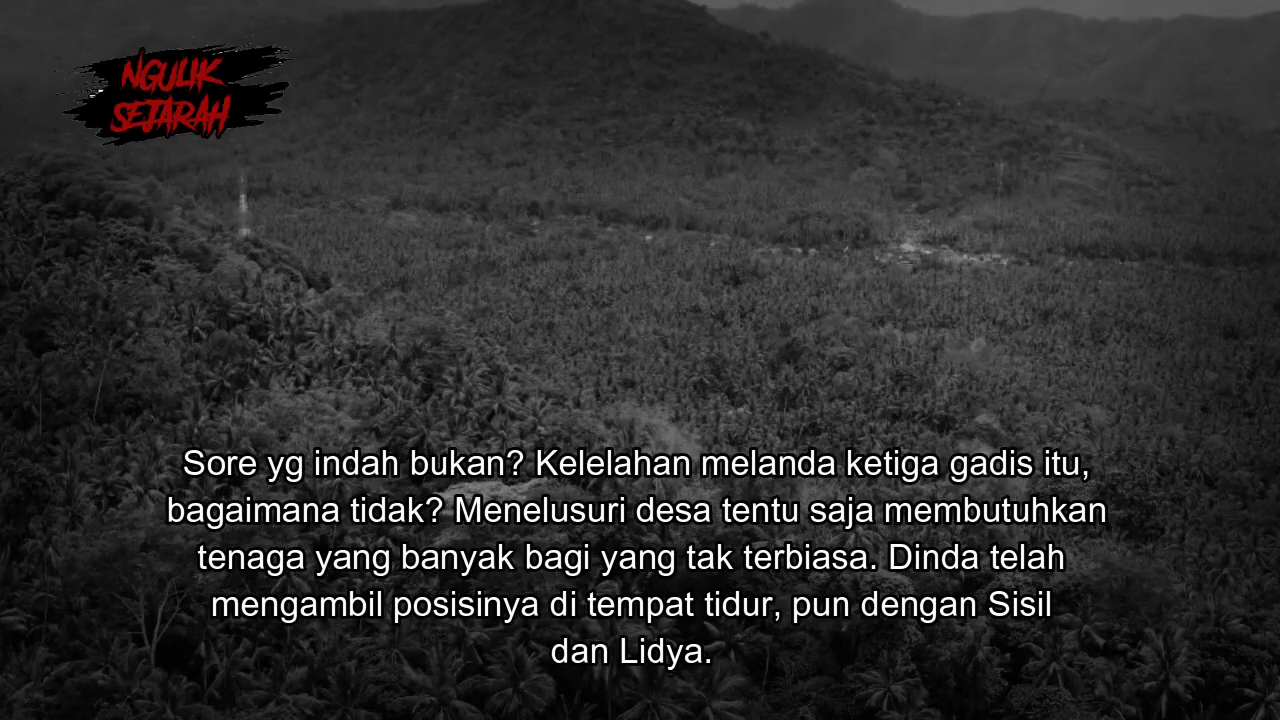 NGULIK
SEJARAH
Sore yg indah bukan? Kelelahan melanda ketiga gadis itu,
bagaimana tidak? Menelusuri desa tentu saja membutuhkan
tenaga yang banyak bagi yang tak terbiasa. Dinda telah
mengambil posisinya di tempat tidur, pun dengan Sisil
dan Lidya.